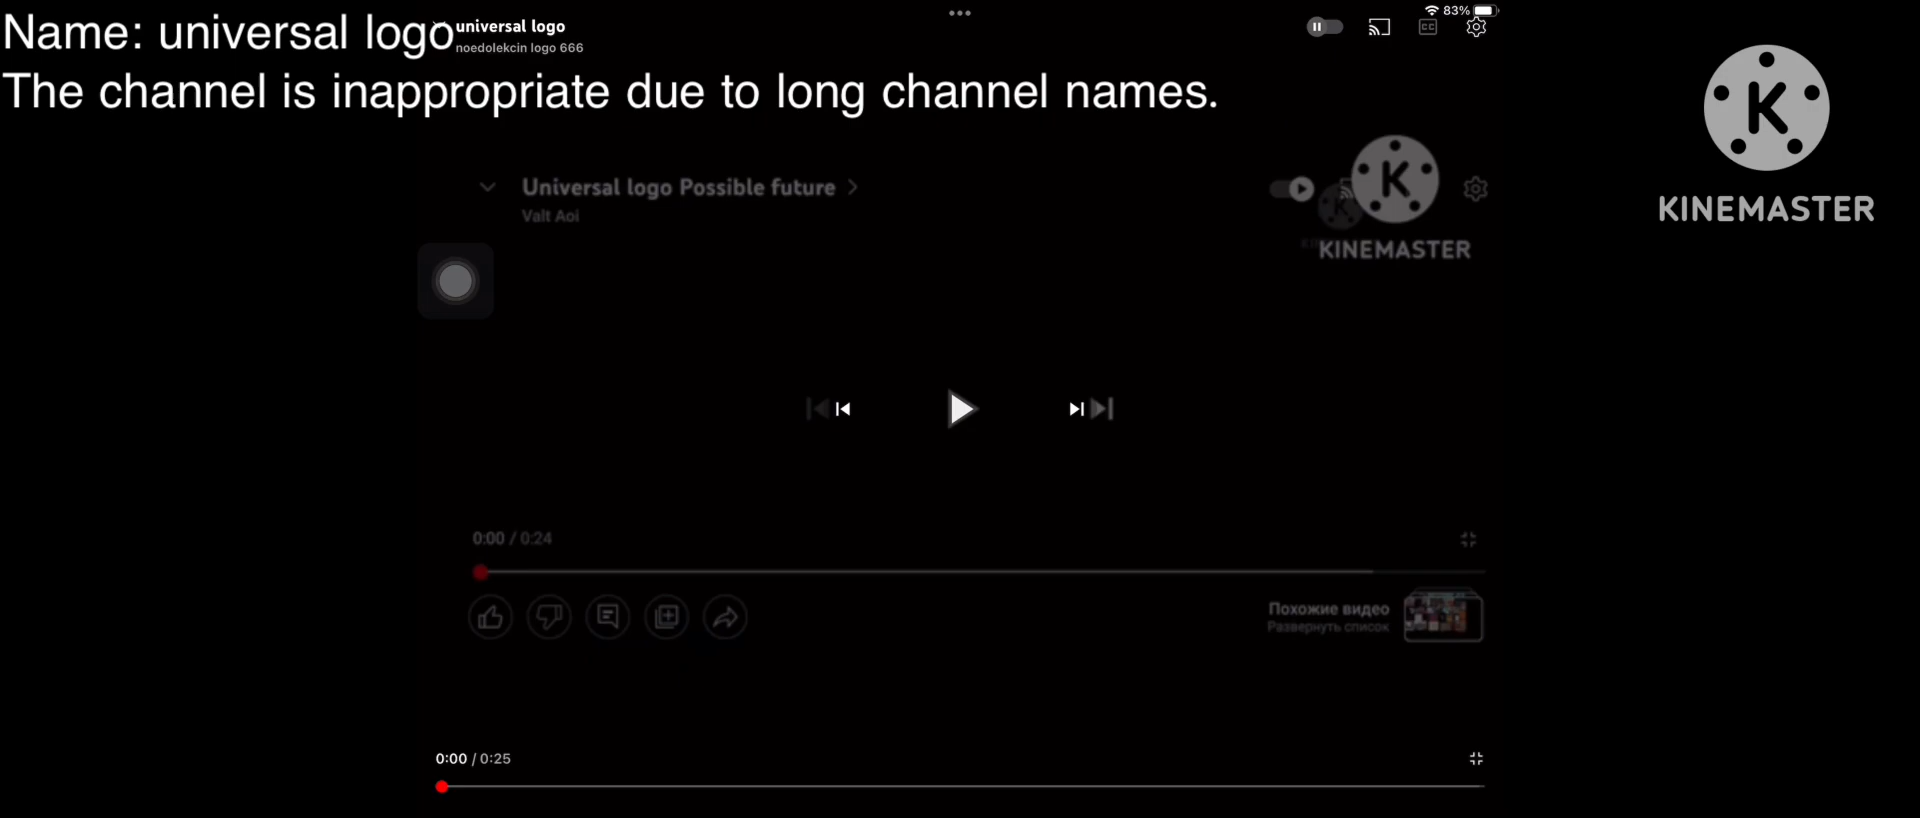 Name: universal logo
universal logo
noedolekcin logo 666
83%
CC
The channel is inappropriate due to long channel names.
K
KINEMASTER
Universal logo Possible future
Valt Aoi
K
KINEMASTER
0:00 / 0:24
Похожие видео
Развернуть список
0:00 / 0:25